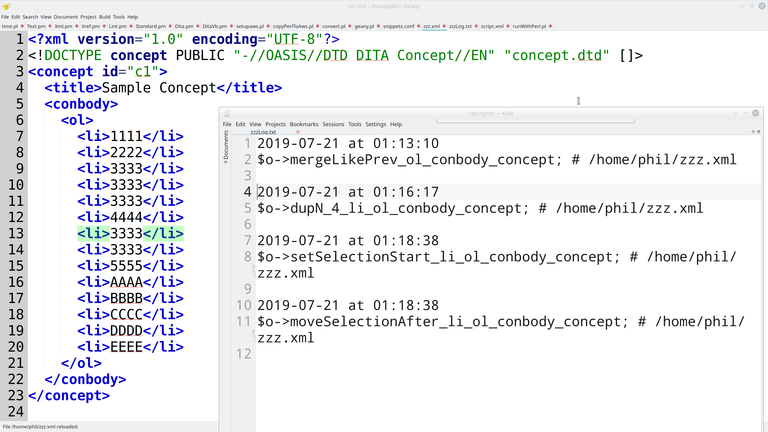 zzz.xml - /home/phil - Geany
File Edit Search View Document Project Build Tools Help
time.pl Text.pm Xml.pm Xref.pm Lint.pm Standard.pm Dita.pm DitaVb.pm setupaws.pl copyPerlToAws.pl convert.pl geany.pl snippets.conf zzz.xml zzzLog.txt script.xml runWithPerl.pl
1 <?xml version="1.0" encoding="UTF-8"?>
2 <!DOCTYPE concept PUBLIC "-//OASIS//DTD DITA Concept//EN" "concept.dtd" []>
3 <concept id="c1">
4 <title>Sample Concept</title>
5 <conbody>
6 <ol>
7 <li>1111</li>
8 <li>2222</li>
9 <li>3333</li>
10 <li>3333</li>
11 <li>3333</li>
12 <li>4444</li>
13 <li>3333</li>
14 <li>3333</li>
15 <li>5555</li>
16 <li>AAAA</li>
17 <li>BBBB</li>
18 <li>CCCC</li>
19 <li>DDDD</li>
20 <li>EEEE</li>
21 </ol>
22 </conbody>
23 </concept>
24
File /home/phil/zzz.xml reloaded.
zzzLog.txt — Kate
File Edit View Projects Bookmarks Sessions Tools Settings Help
zzzLog.txt
Documents
1 2019-07-21 at 01:13:10
2 $o->mergeLikePrev_ol_conbody_concept; # /home/phil/zzz.xml
3
4 2019-07-21 at 01:16:17
5 $o->dupN_4_li_ol_conbody_concept; # /home/phil/zzz.xml
6
7 2019-07-21 at 01:18:38
8 $o->setSelectionStart_li_ol_conbody_concept; # /home/phil/
zzz.xml
9
10 2019-07-21 at 01:18:38
11 $o->moveSelectionAfter_li_ol_conbody_concept; # /home/phil/
zzz.xml
12